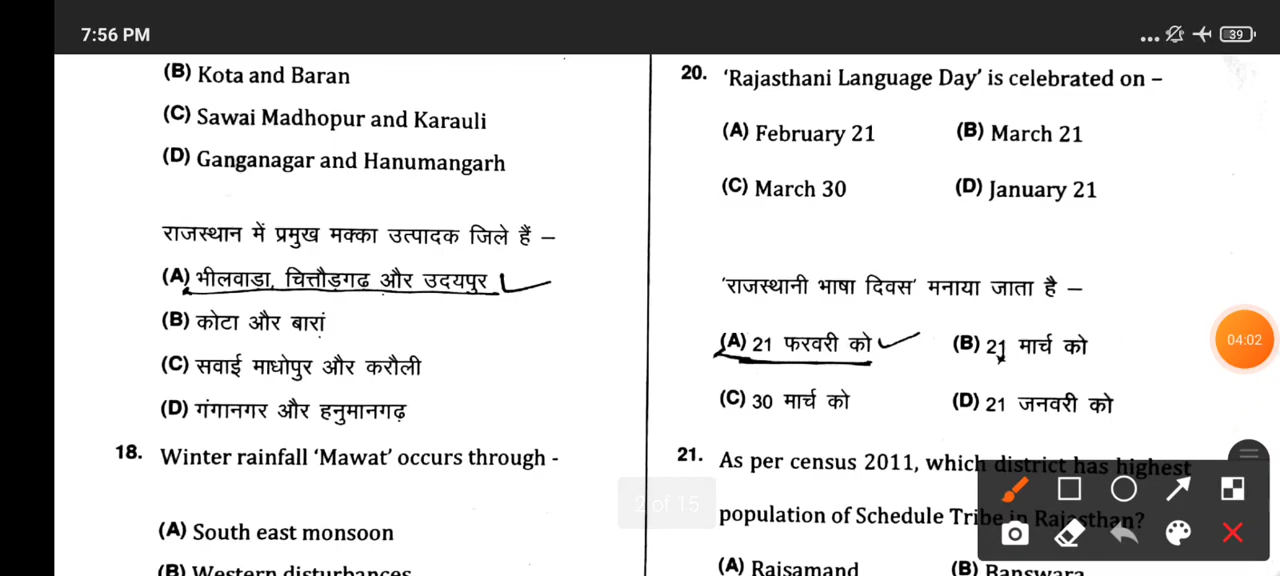 7:56 PM
39
(B) Kota and Baran
(C) Sawai Madhopur and Karauli
(D) Ganganagar and Hanumangarh
राजस्थान में प्रमुख मक्का उत्पादक जिले हैं –
(A) भीलवाडा, चित्तौड़गढ और उदयपुर
(B) कोटा और बारां
(C) सवाई माधोपुर और करौली
(D) गंगानगर और हनुमानगढ़
18. Winter rainfall ‘Mawat’ occurs through -
(A) South east monsoon
(B) Western disturbances
20. ‘Rajasthani Language Day’ is celebrated on –
(A) February 21 (B) March 21
(C) March 30 (D) January 21
‘राजस्थानी भाषा दिवस’ मनाया जाता है –
(A) 21 फरवरी को (B) 21 मार्च को
(C) 30 मार्च को (D) 21 जनवरी को
21. As per census 2011, which district has highest
population of Schedule Tribe in Rajasthan?
(A) Rajsamand (B) Banswara
2 of 15
04:02